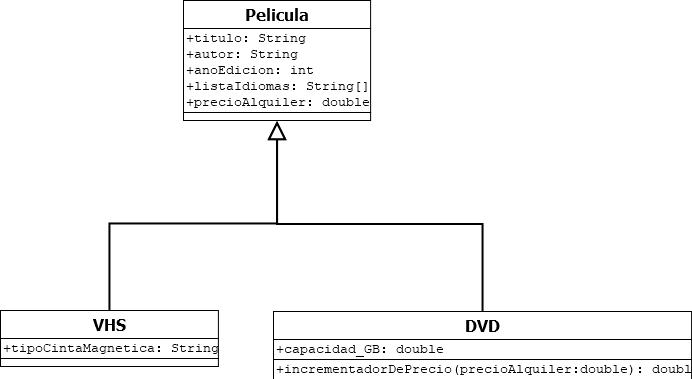 Pelicula
+titulo: String
+autor: String
+anoEdicion: int
+listaIdiomas: String[]
+precioAlquiler: double
VHS
+tipoCintaMagnetica: String
DVD
+capacidad_GB: double
+incrementadorDePrecio(precioAlquiler:double): doubl